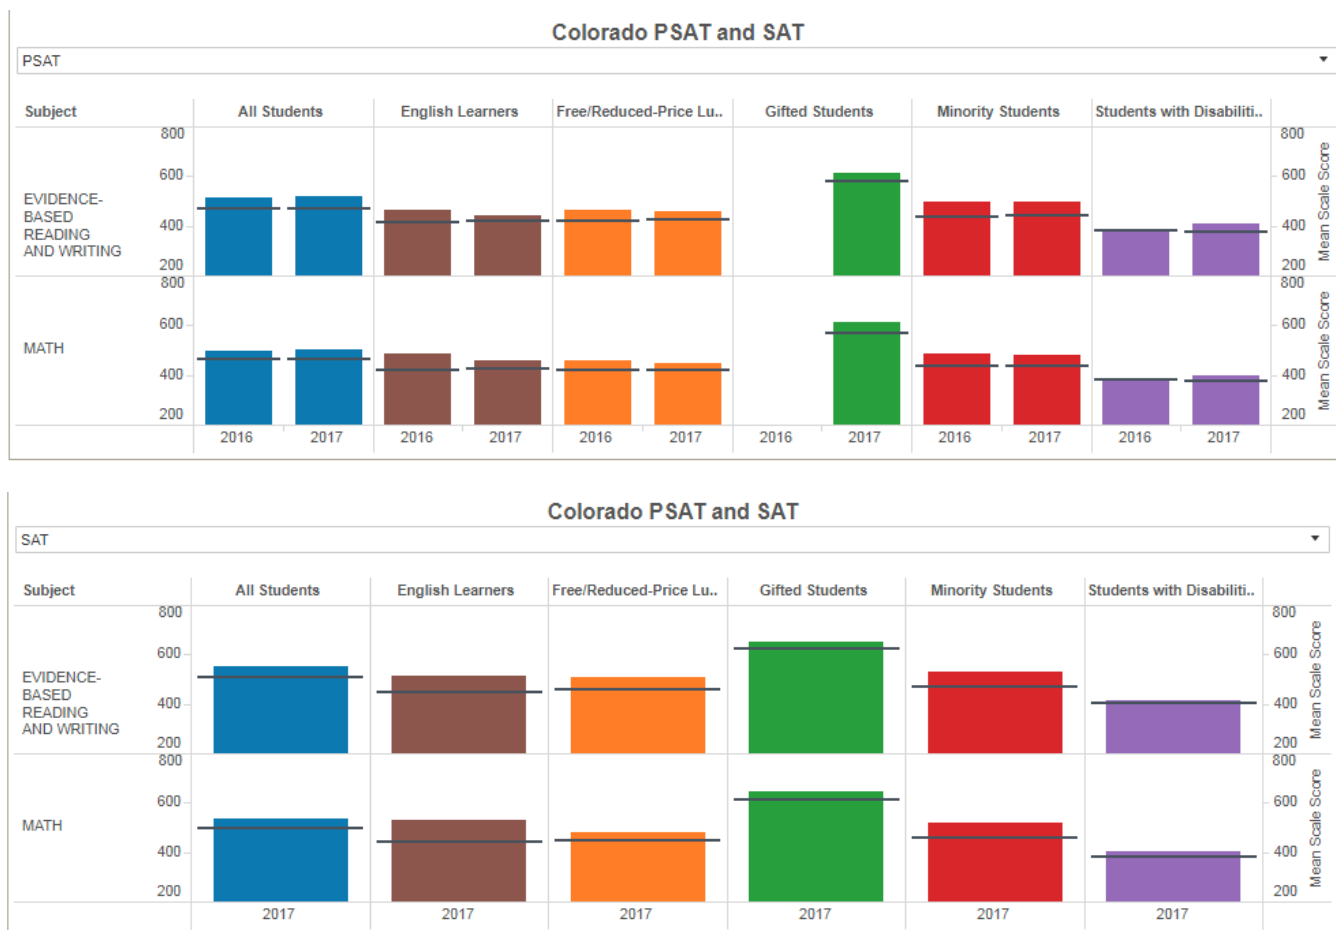 Colorado PSAT and SAT
PSAT
Subject All Students English Learners Free/Reduced-Price Lu.. Gifted Students Minority Students Students with Disabiliti..
EVIDENCE-
BASED
READING
AND WRITING
800
600
400
200
800
600
400
200
Mean Scale Score
MATH
800
600
400
200
800
600
400
200
Mean Scale Score
2016 2017 2016 2017 2016 2017 2016 2017 2016 2017 2016 2017
Colorado PSAT and SAT
SAT
Subject All Students English Learners Free/Reduced-Price Lu.. Gifted Students Minority Students Students with Disabiliti..
EVIDENCE-
BASED
READING
AND WRITING
800
600
400
200
800
600
400
200
Mean Scale Score
MATH
800
600
400
200
800
600
400
200
Mean Scale Score
2017 2017 2017 2017 2017 2017